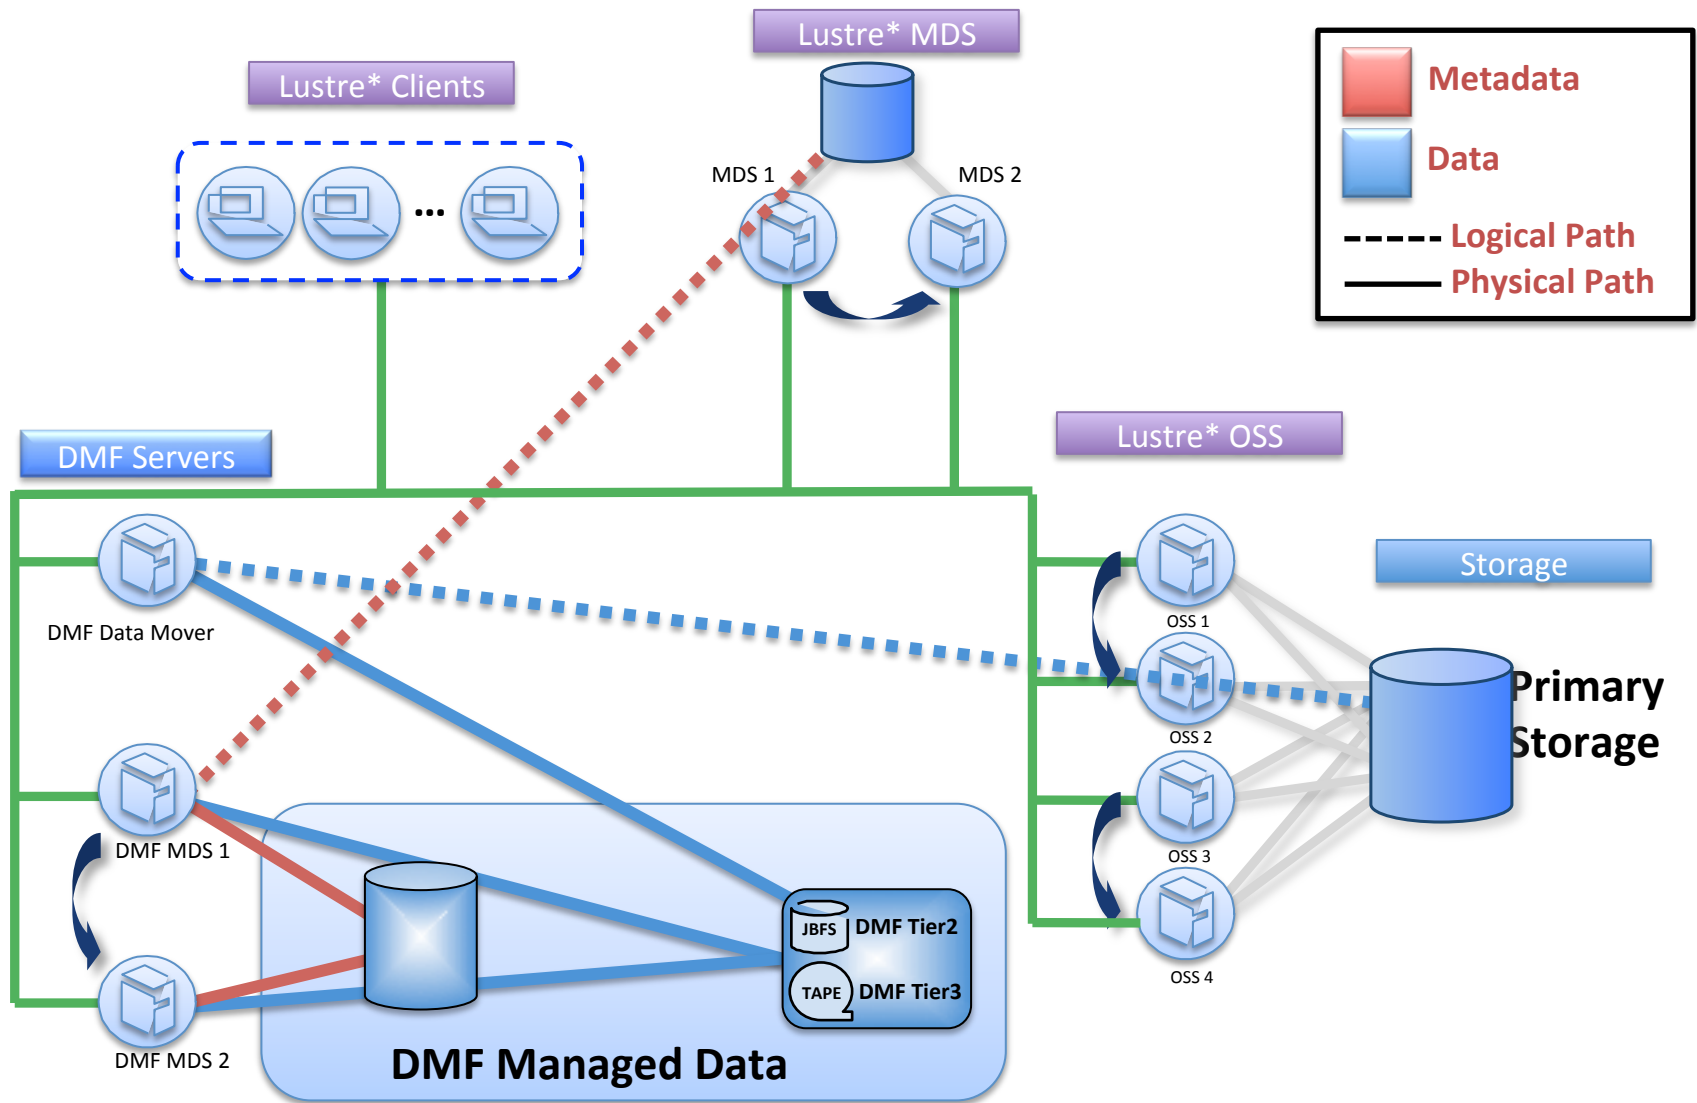 Lustre* MDS
Lustre* Clients
Metadata
Data
Logical Path
Physical Path
MDS 1
MDS 2
...
DMF Servers
Lustre* OSS
Storage
DMF Data Mover
OSS 1
OSS 2
Primary
Storage
DMF MDS 1
OSS 3
JBFS
DMF Tier2
TAPE
DMF Tier3
OSS 4
DMF MDS 2
DMF Managed Data